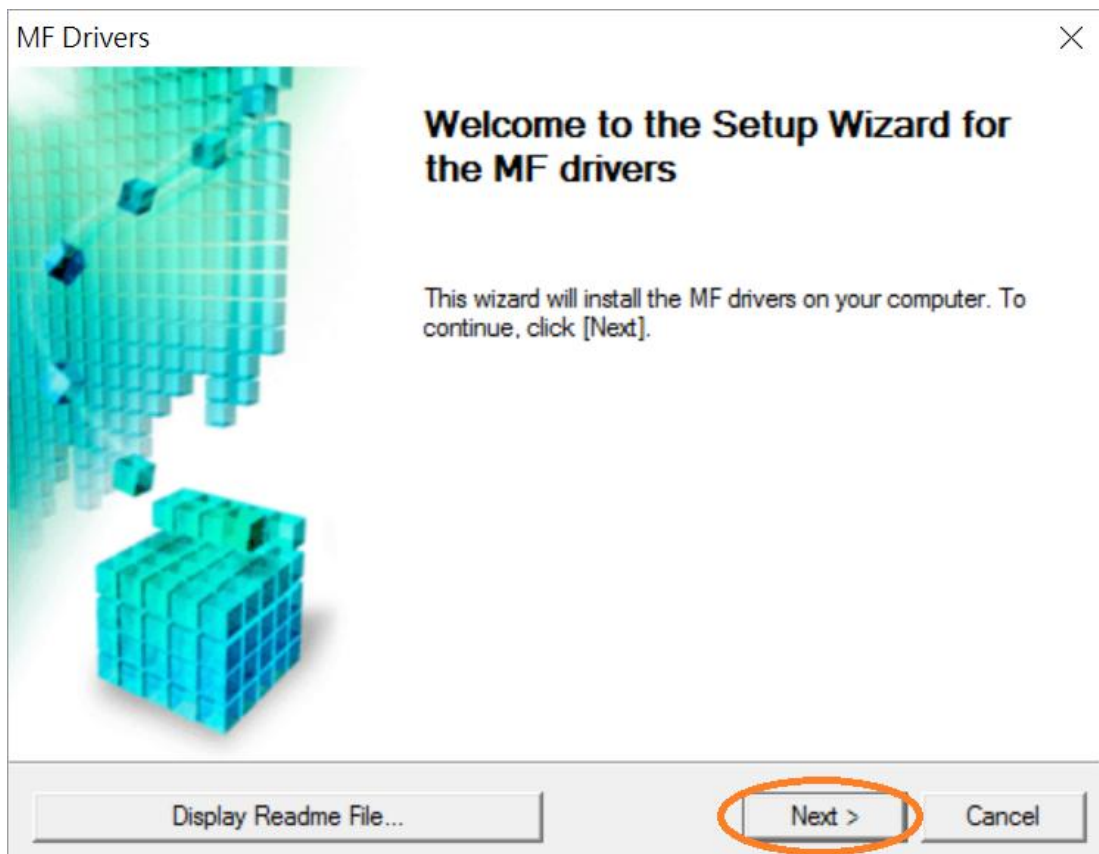 MF Drivers
Welcome to the Setup Wizard for
the MF drivers
This wizard will install the MF drivers on your computer. To
continue, click [Next].
Display Readme File...
Next >
Cancel